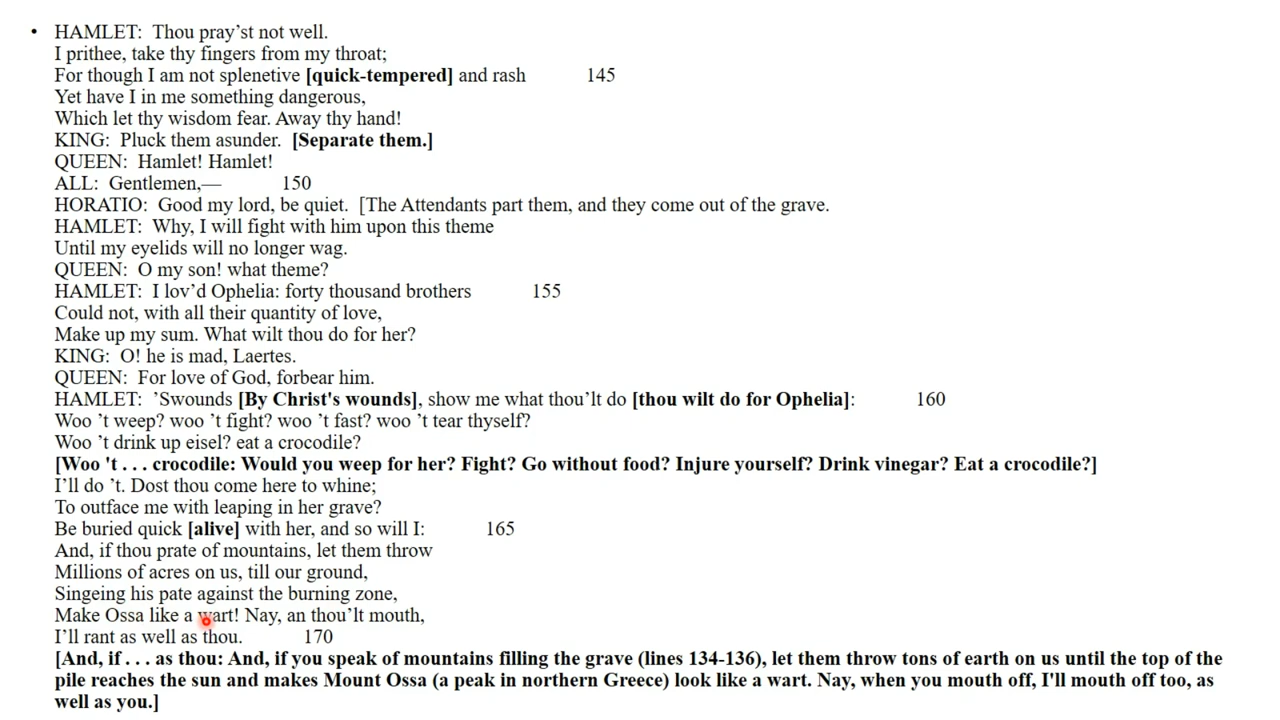 • HAMLET: Thou pray’st not well.
I prithee, take thy fingers from my throat;
For though I am not splenetive [quick-tempered] and rash 145
Yet have I in me something dangerous,
Which let thy wisdom fear. Away thy hand!
KING: Pluck them asunder. [Separate them.]
QUEEN: Hamlet! Hamlet!
ALL: Gentlemen,— 150
HORATIO: Good my lord, be quiet. [The Attendants part them, and they come out of the grave.
HAMLET: Why, I will fight with him upon this theme
Until my eyelids will no longer wag.
QUEEN: O my son! what theme?
HAMLET: I lov’d Ophelia: forty thousand brothers 155
Could not, with all their quantity of love,
Make up my sum. What wilt thou do for her?
KING: O! he is mad, Laertes.
QUEEN: For love of God, forbear him.
HAMLET: ’Swounds [By Christ's wounds], show me what thou’lt do [thou wilt do for Ophelia]: 160
Woo ’t weep? woo ’t fight? woo ’t fast? woo ’t tear thyself?
Woo ’t drink up eisel? eat a crocodile?
[Woo 't . . . crocodile: Would you weep for her? Fight? Go without food? Injure yourself? Drink vinegar? Eat a crocodile?]
I’ll do ’t. Dost thou come here to whine;
To outface me with leaping in her grave?
Be buried quick [alive] with her, and so will I: 165
And, if thou prate of mountains, let them throw
Millions of acres on us, till our ground,
Singeing his pate against the burning zone,
Make Ossa like a wart! Nay, an thou’lt mouth,
I’ll rant as well as thou. 170
[And, if . . . as thou: And, if you speak of mountains filling the grave (lines 134-136), let them throw tons of earth on us until the top of the
pile reaches the sun and makes Mount Ossa (a peak in northern Greece) look like a wart. Nay, when you mouth off, I'll mouth off too, as
well as you.]